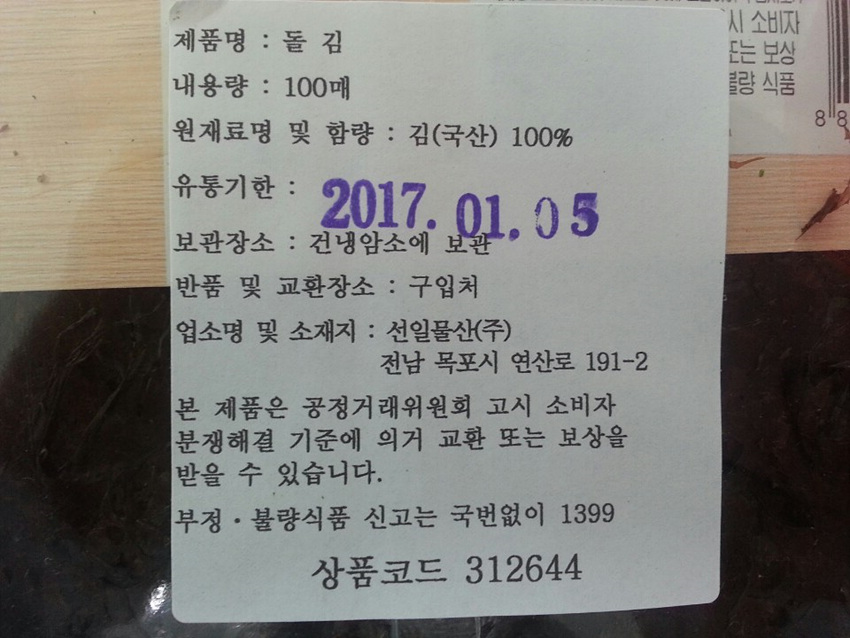 제품명 : 돌 김
내용량 : 100매
원재료명 및 함량 : 김(국산) 100%
유통기한 : 2017. 01. 05
보관장소 : 건냉암소에 보관
반품 및 교환장소 : 구입처
업소명 및 소재지 : 선일물산(주)
전남 목포시 연산로 191-2
본 제품은 공정거래위원회 고시 소비자
분쟁해결 기준에 의거 교환 또는 보상을
받을 수 있습니다.
부정·불량식품 신고는 국번없이 1399
상품코드 312644
시 소비자
또는 보상
불량 식품
8 8